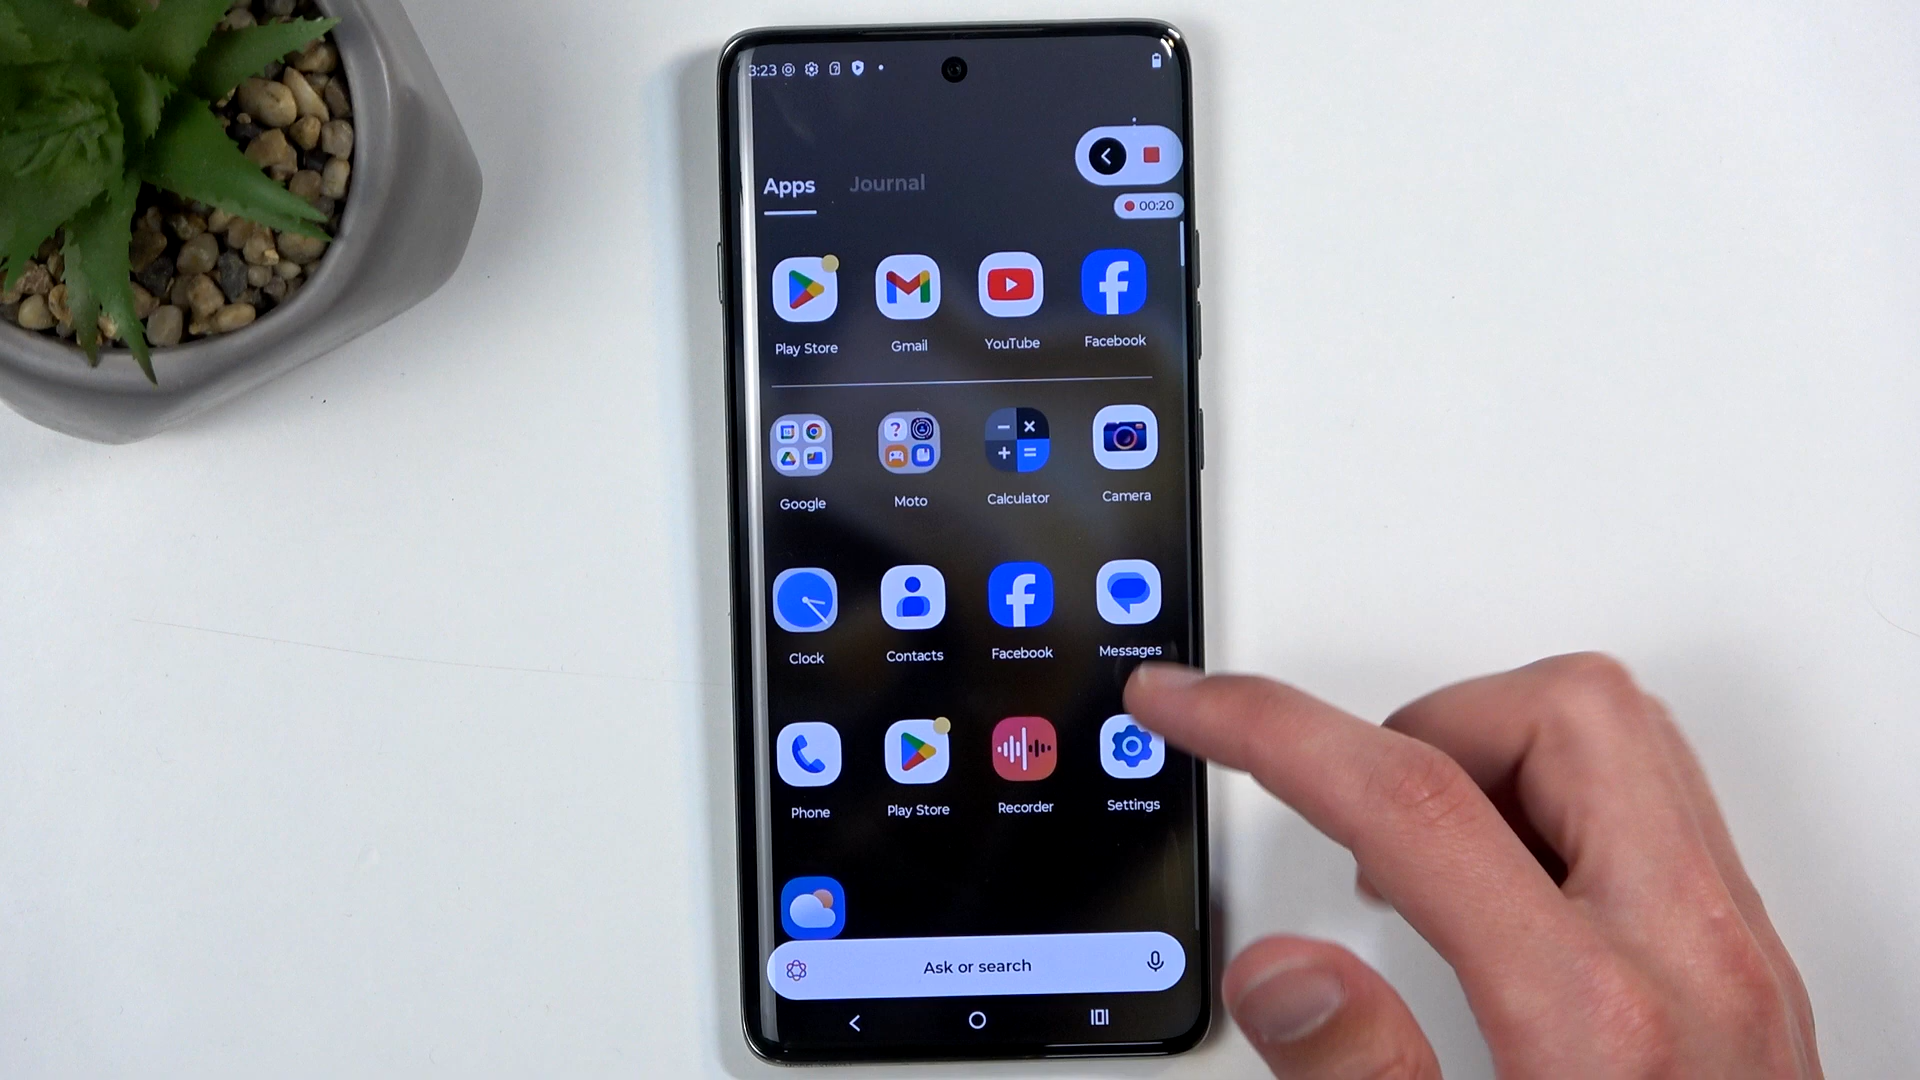 3:23
Apps Journal
00:20
Play Store Gmail YouTube Facebook
Google Moto Calculator Camera
Clock Contacts Facebook Messages
Phone Play Store Recorder Settings
Ask or search